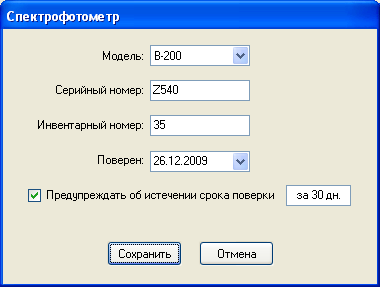 Спектрофотометр
Модель: В-200
Серийный номер: Z540
Инвентарный номер: 35
Поверен: 26.12.2009
Предупреждать об истечении срока поверки за 30 дн.
Сохранить Отмена